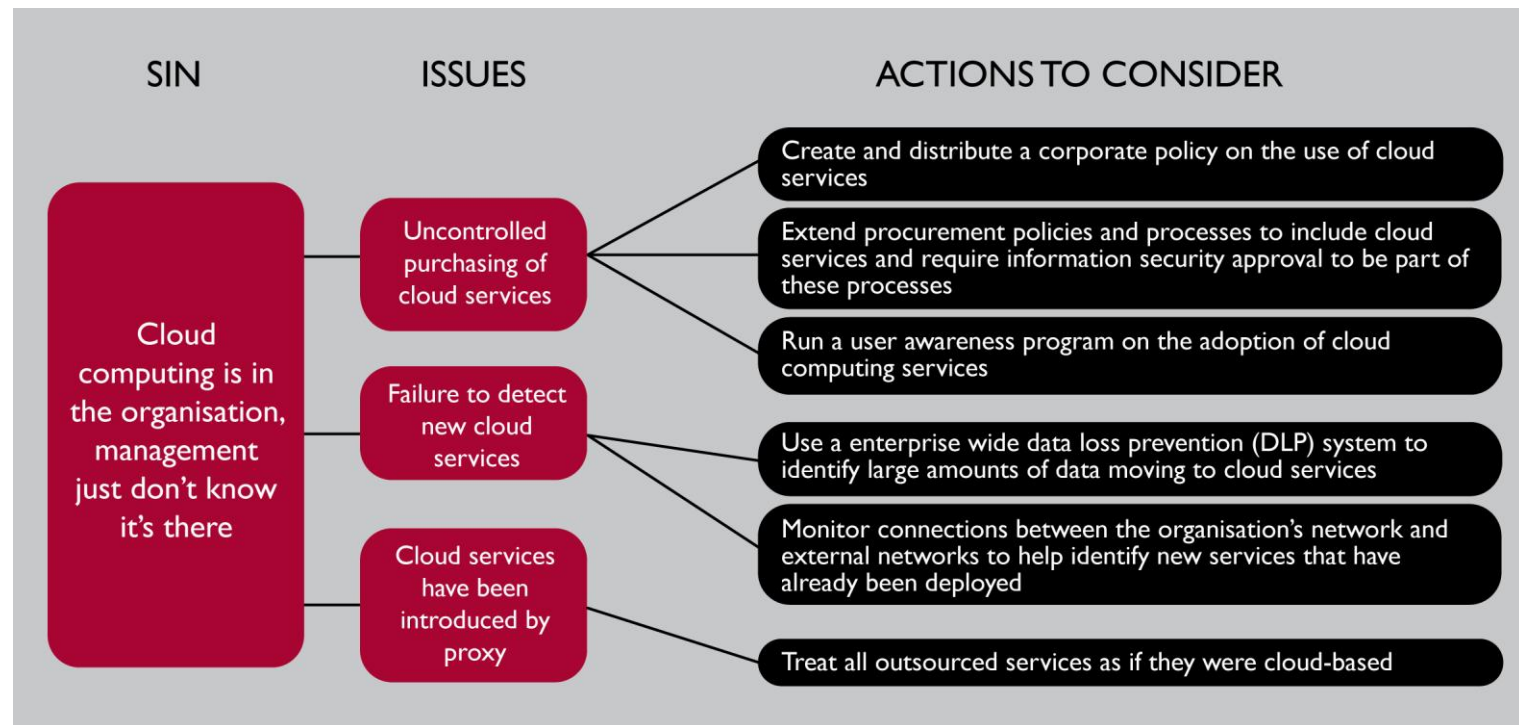 SIN
ISSUES
ACTIONS TO CONSIDER
Cloud
computing is in
the organisation,
management
just don't know
it's there
Uncontrolled
purchasing of
cloud services
Create and distribute a corporate policy on the use of cloud
services
Extend procurement policies and processes to include cloud
services and require information security approval to be part of
these processes
Run a user awareness program on the adoption of cloud
computing services
Failure to detect
new cloud
services
Use a enterprise wide data loss prevention (DLP) system to
identify large amounts of data moving to cloud services
Monitor connections between the organisation's network and
external networks to help identify new services that have
already been deployed
Cloud services
have been
introduced by
proxy
Treat all outsourced services as if they were cloud-based